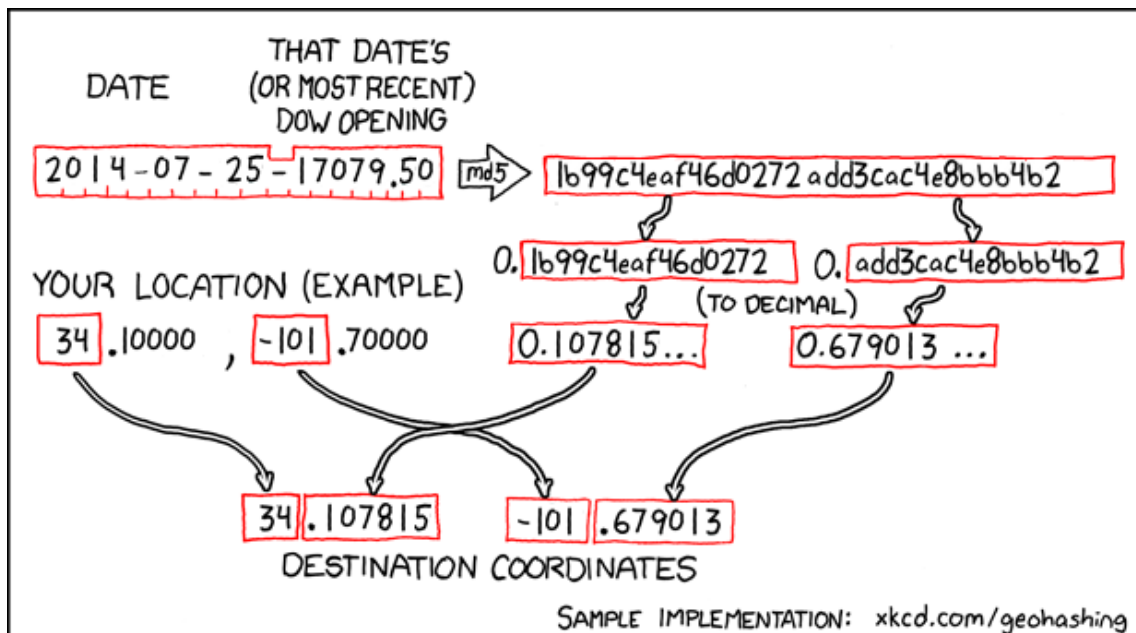 DATE
THAT DATE'S
(OR MOST RECENT)
DOW OPENING
2014-07-25-17079.50
md5
1b99c4eaf46d0272add3cac4e8bbb4b2
0.1b99c4eaf46d0272
0.add3cac4e8bbb4b2
(TO DECIMAL)
0.107815...
0.679013...
YOUR LOCATION (EXAMPLE)
34.10000, -101.70000
34.107815
-101.679013
DESTINATION COORDINATES
SAMPLE IMPLEMENTATION: xkcd.com/geohashing